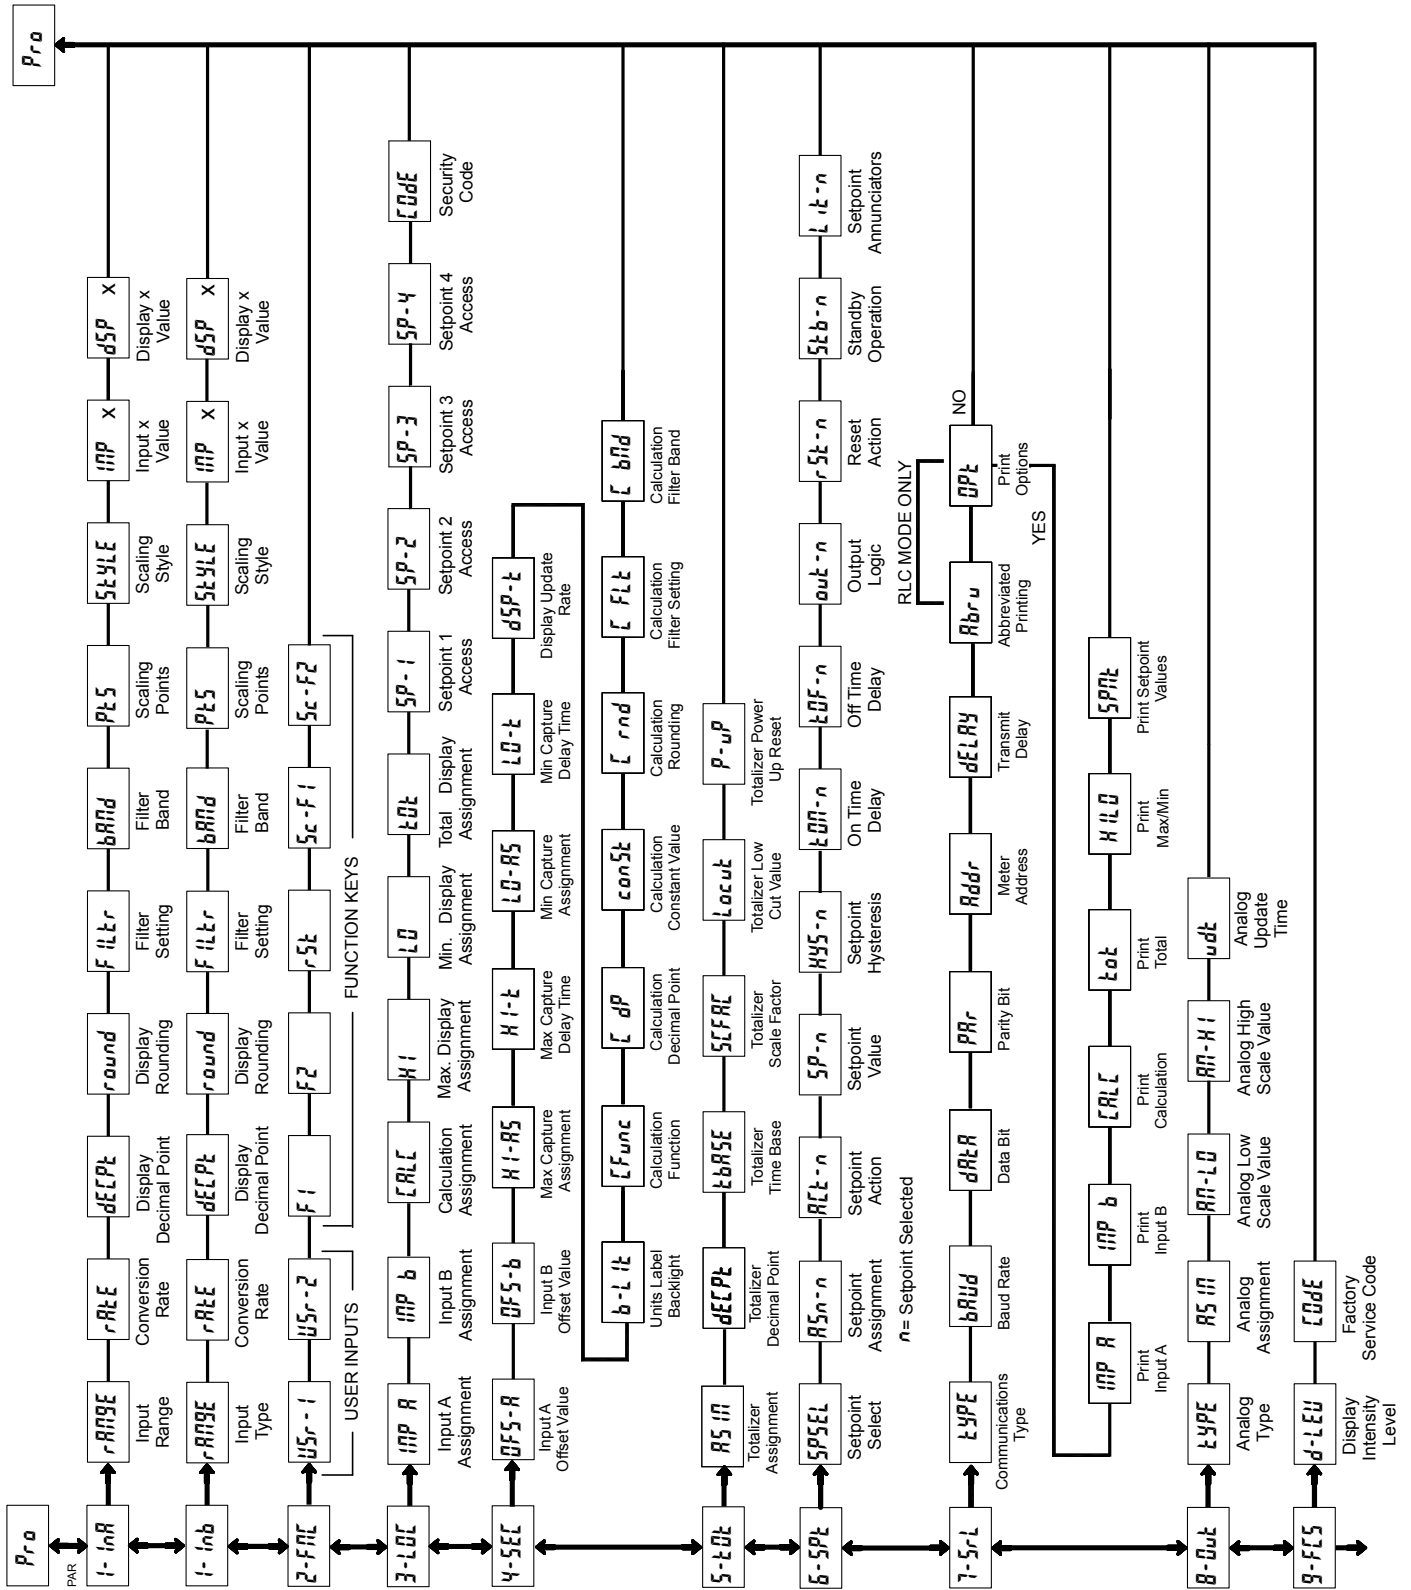 Pro
PAR
1-InA
rANGE
Input
Range
rAtE
Conversion
Rate
dECPt
Display
Decimal Point
round
Display
Rounding
FILtr
Filter
Setting
bANd
Filter
Band
PtS
Scaling
Points
StYLE
Scaling
Style
INP x
Input x
Value
dSP x
Display x
Value
Pro
1-Inb
rANGE
Input
Type
rAtE
Conversion
Rate
dECPt
Display
Decimal Point
round
Display
Rounding
FILtr
Filter
Setting
bANd
Filter
Band
PtS
Scaling
Points
StYLE
Scaling
Style
INP x
Input x
Value
dSP x
Display x
Value
2-FNC
USr-1
USr-2
USER INPUTS
F1
F2
rSt
Sc-F1
Sc-F2
FUNCTION KEYS
3-LOC
INP A
Input A
Assignment
INP b
Input B
Assignment
CALC
Calculation
Assignment
HI
Max. Display
Assignment
LO
Min. Display
Assignment
tOt
Total Display
Assignment
SP-1
Setpoint 1
Access
SP-2
Setpoint 2
Access
SP-3
Setpoint 3
Access
SP-4
Setpoint 4
Access
COdE
Security
Code
4-SEC
OFS-A
Input A
Offset Value
OFS-b
Input B
Offset Value
HI-AS
Max Capture
Assignment
HI-t
Max Capture
Delay Time
LO-AS
Min Capture
Assignment
LO-t
Min Capture
Delay Time
dSP-t
Display Update
Rate
b-LIt
Units Label
Backlight
CFunc
Calculation
Function
C dP
Calculation
Decimal Point
conSt
Calculation
Constant Value
C rnd
Calculation
Rounding
C FLt
Calculation
Filter Setting
C bNd
Calculation
Filter Band
5-tOt
ASIN
Totalizer
Assignment
dECPt
Totalizer
Decimal Point
tbASE
Totalizer
Time Base
SCFAC
Totalizer
Scale Factor
Locut
Totalizer Low
Cut Value
P-uP
Totalizer Power
Up Reset
6-SPt
SPSEL
Setpoint
Select
ASn-n
Setpoint
Assignment
n= Setpoint Selected
ACt-n
Setpoint
Action
SP-n
Setpoint
Value
HYS-n
Setpoint
Hysteresis
tON-n
On Time
Delay
tOF-n
Off Time
Delay
out-n
Output
Logic
rSt-n
Reset
Action
Stb-n
Standby
Operation
Lit-n
Setpoint
Annunciators
7-SrL
tYPE
Communications
Type
bAUd
Baud Rate
dAtA
Data Bit
PAr
Parity Bit
Addr
Meter
Address
dELAY
Transmit
Delay
RLC MODE ONLY
Abrv
Abbreviated
Printing
OPt
Print
Options
NO
YES
INP A
Print
Input A
INP b
Print
Input B
CALC
Print
Calculation
tot
Print
Total
HILO
Print
Max/Min
SPNt
Print Setpoint
Values
8-Out
tYPE
Analog
Type
ASIN
Analog
Assignment
AN-LO
Analog Low
Scale Value
AN-HI
Analog High
Scale Value
udt
Analog
Update
Time
9-FCS
d-LEV
Display
Intensity
Level
COdE
Factory
Service Code